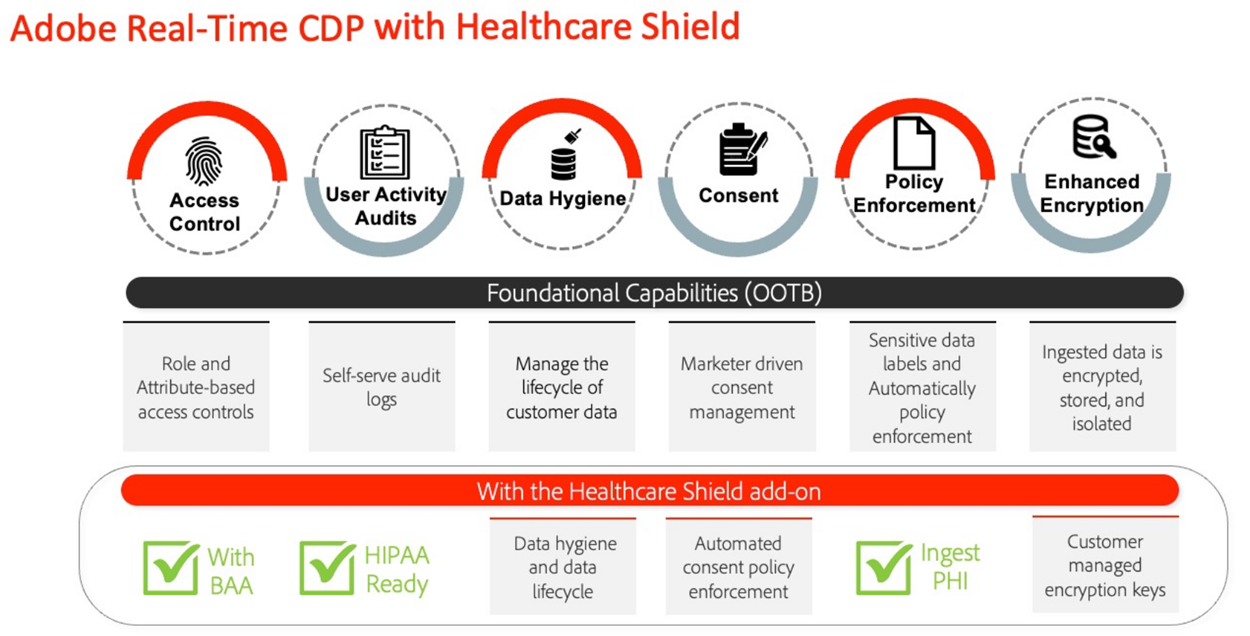 Adobe Real-Time CDP with Healthcare Shield
Access
Control
User Activity
Audits
Data Hygiene
Consent
Policy
Enforcement
Enhanced
Encryption
Foundational Capabilities (OOTB)
Role and
Attribute-based
access controls
Self-serve audit
logs
Manage the
lifecycle of
customer data
Marketer driven
consent
management
Sensitive data
labels and
Automatically
policy
enforcement
Ingested data is
encrypted,
stored, and
isolated
With the Healthcare Shield add-on
With
BAA
HIPAA
Ready
Data hygiene
and data
lifecycle
Automated
consent policy
enforcement
Ingest
PHI
Customer
managed
encryption keys